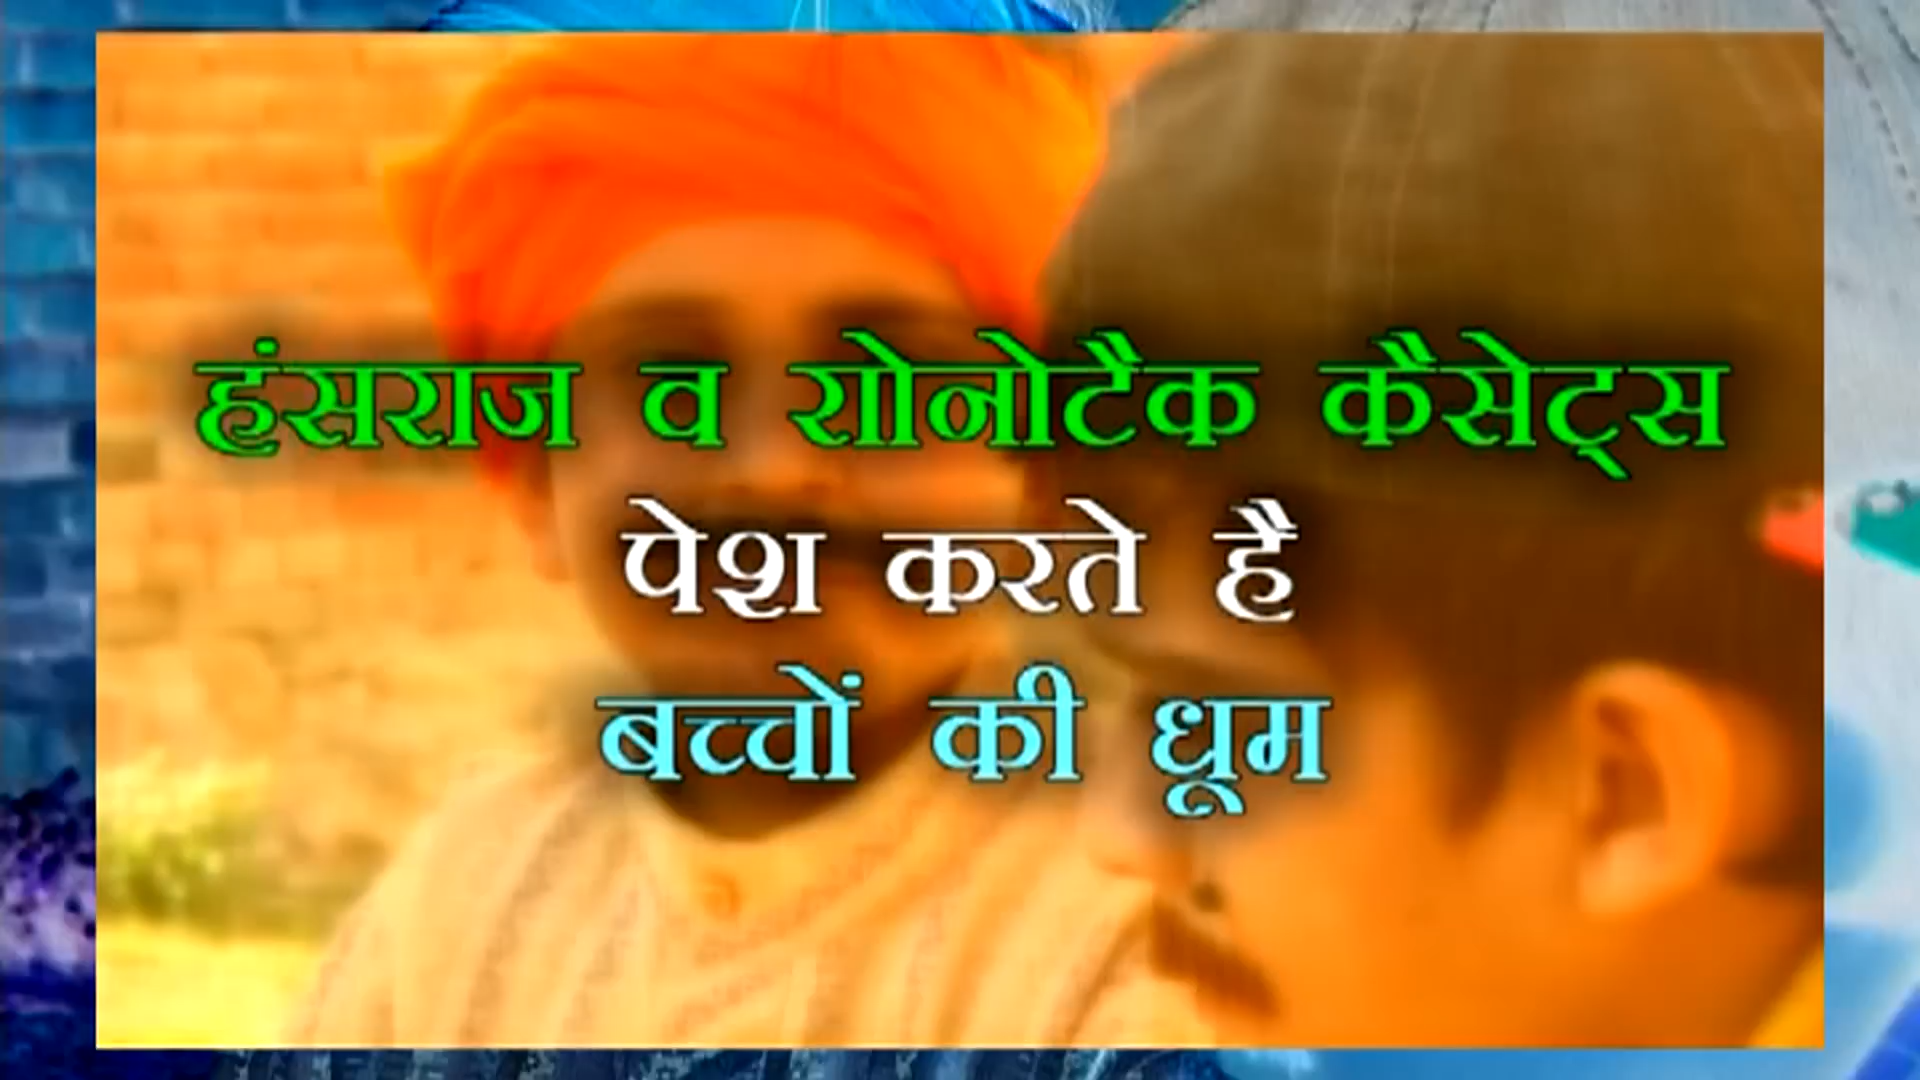 हंसराज व राोनोटैक कैसेट्स
पेश करते है
बच्चों की धूम